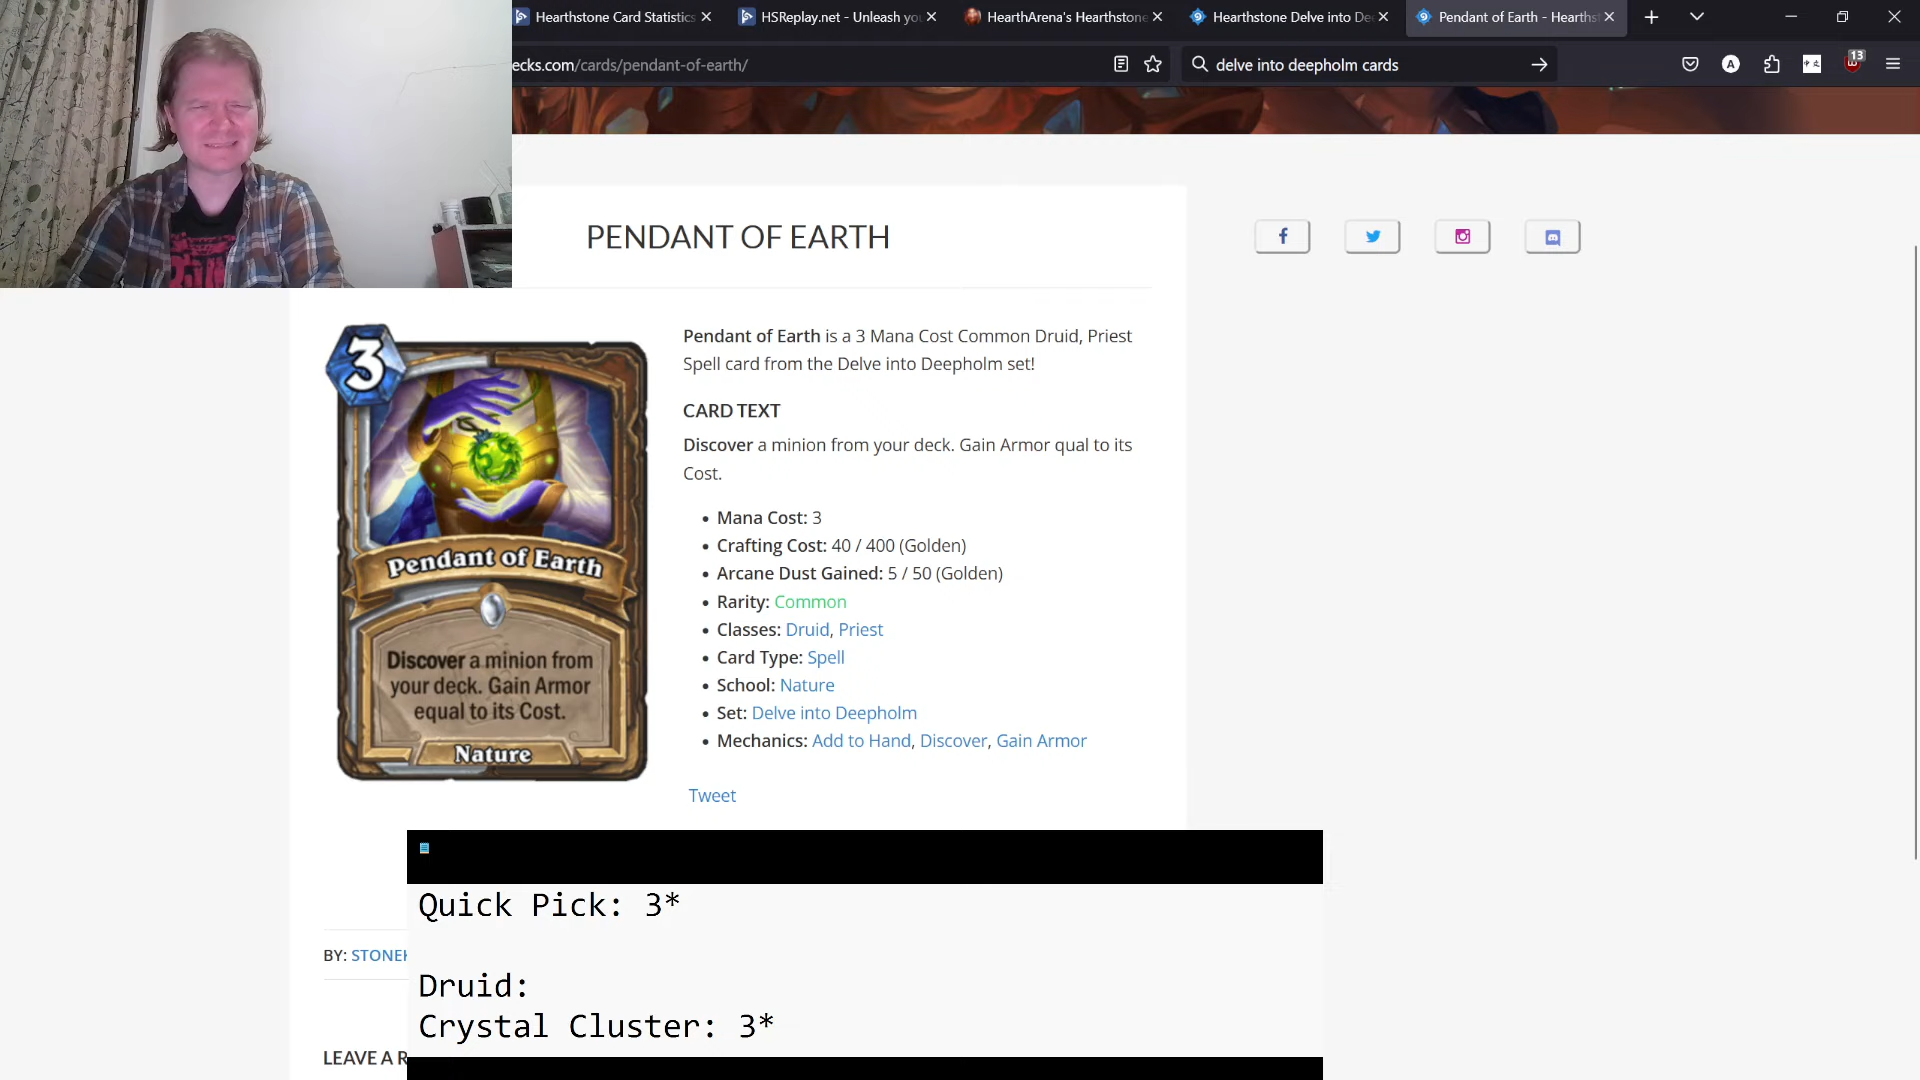 Hearthstone Card Statistics
HSReplay.net - Unleash yo
HearthArena's Hearthstone
Hearthstone Delve into De
Pendant of Earth - Hearths
ecks.com/cards/pendant-of-earth/
delve into deepholm cards
13
PENDANT OF EARTH
3
Pendant of Earth
Discover a minion from
your deck. Gain Armor
equal to its Cost.
Nature
Pendant of Earth is a 3 Mana Cost Common Druid, Priest
Spell card from the Delve into Deepholm set!
CARD TEXT
Discover a minion from your deck. Gain Armor qual to its
Cost.
Mana Cost: 3
Crafting Cost: 40 / 400 (Golden)
Arcane Dust Gained: 5 / 50 (Golden)
Rarity: Common
Classes: Druid, Priest
Card Type: Spell
School: Nature
Set: Delve into Deepholm
Mechanics: Add to Hand, Discover, Gain Armor
Tweet
Quick Pick: 3*
BY: STONEK
Druid:
Crystal Cluster: 3*
LEAVE A R